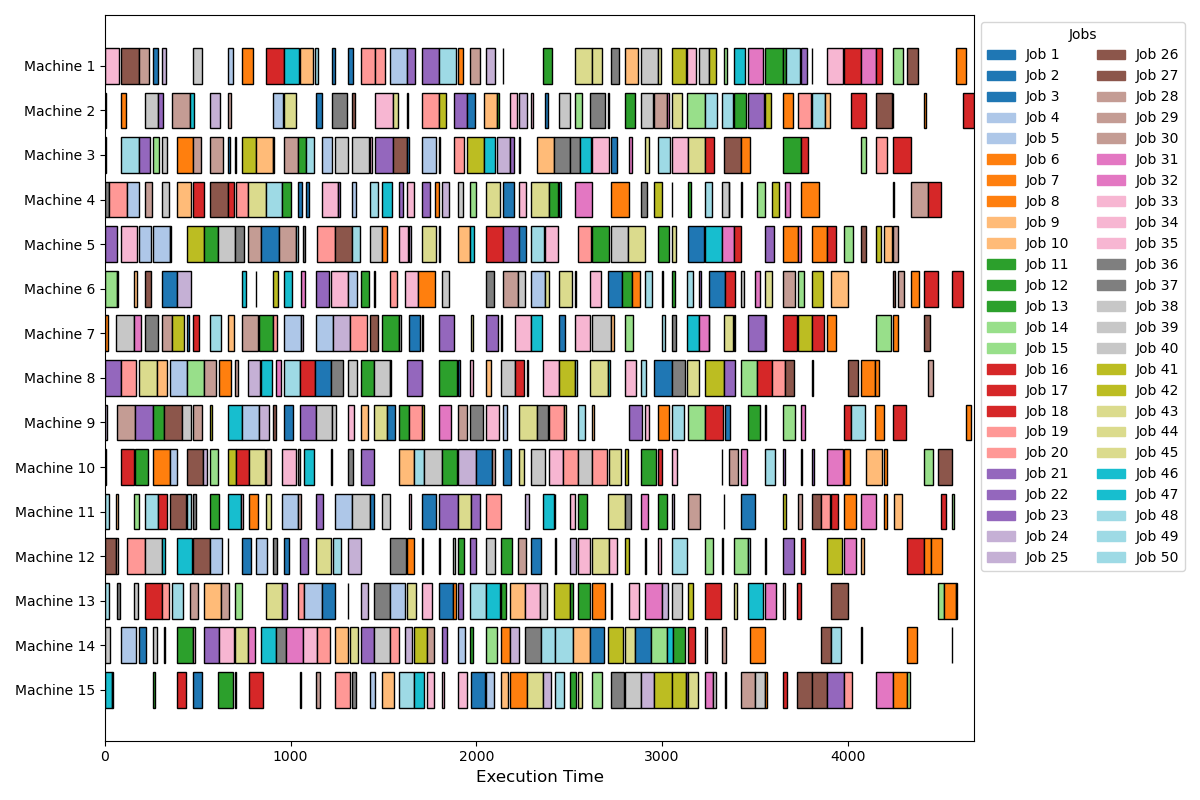 Machine 1
Machine 2
Machine 3
Machine 4
Machine 5
Machine 6
Machine 7
Machine 8
Machine 9
Machine 10
Machine 11
Machine 12
Machine 13
Machine 14
Machine 15
0 1000 2000 3000 4000
Execution Time
Jobs
Job 1 Job 26
Job 2 Job 27
Job 3 Job 28
Job 4 Job 29
Job 5 Job 30
Job 6 Job 31
Job 7 Job 32
Job 8 Job 33
Job 9 Job 34
Job 10 Job 35
Job 11 Job 36
Job 12 Job 37
Job 13 Job 38
Job 14 Job 39
Job 15 Job 40
Job 16 Job 41
Job 17 Job 42
Job 18 Job 43
Job 19 Job 44
Job 20 Job 45
Job 21 Job 46
Job 22 Job 47
Job 23 Job 48
Job 24 Job 49
Job 25 Job 50